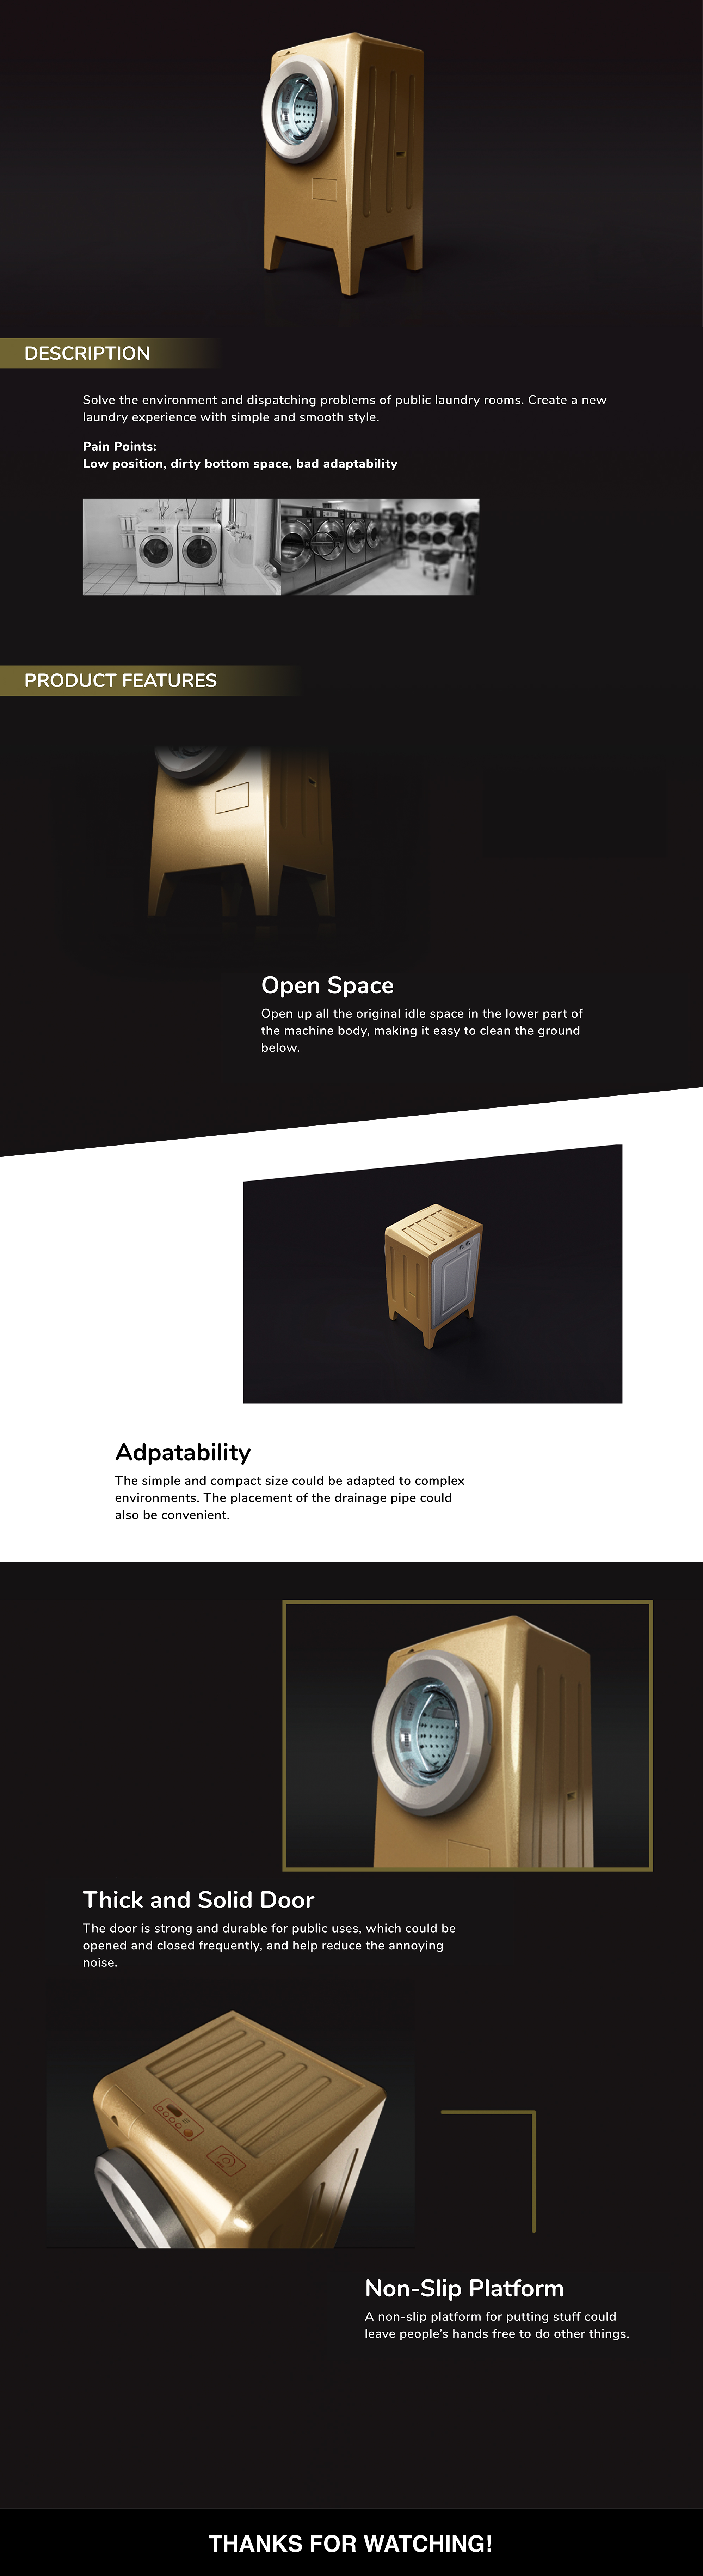 DESCRIPTION
Solve the environment and dispatching problems of public laundry rooms. Create a new
laundry experience with simple and smooth style.
Pain Points:
Low position, dirty bottom space, bad adaptability
PRODUCT FEATURES
Open Space
Open up all the original idle space in the lower part of
the machine body, making it easy to clean the ground
below.
Adpatability
The simple and compact size could be adapted to complex
environments. The placement of the drainage pipe could
also be convenient.
Thick and Solid Door
The door is strong and durable for public uses, which could be
opened and closed frequently, and help reduce the annoying
noise.
Non-Slip Platform
A non-slip platform for putting stuff could
leave people’s hands free to do other things.
THANKS FOR WATCHING!